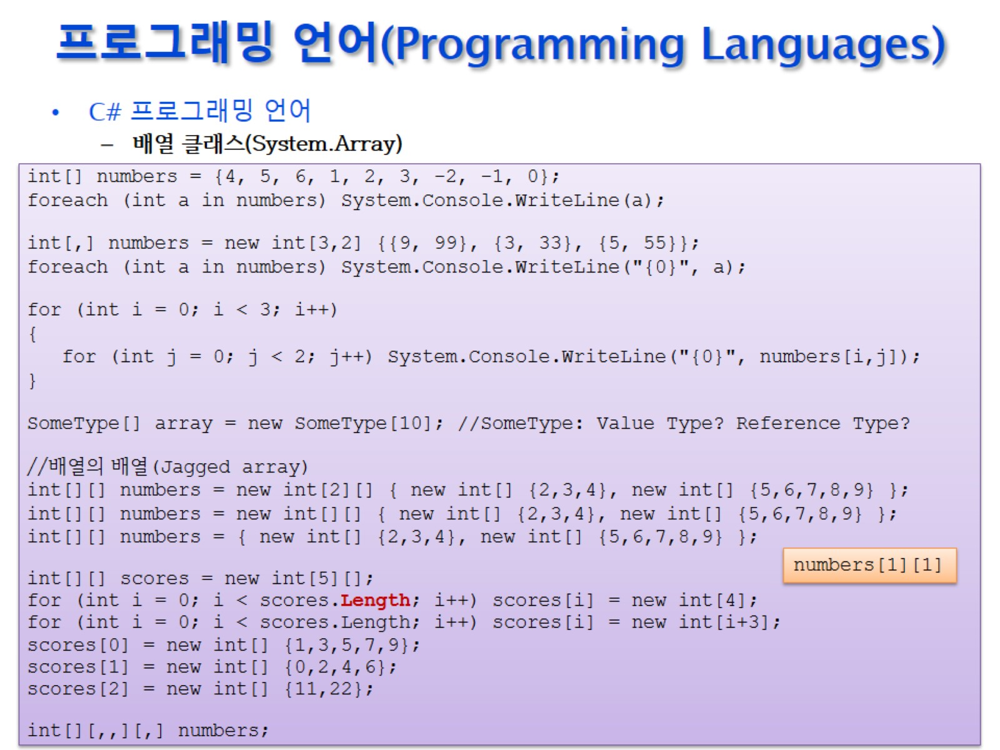 프로그래밍 언어(Programming Languages)
• C# 프로그래밍 언어
– 배열 클래스(System.Array)
int[] numbers = {4, 5, 6, 1, 2, 3, -2, -1, 0};
foreach (int a in numbers) System.Console.WriteLine(a);
int[,] numbers = new int[3,2] {{9, 99}, {3, 33}, {5, 55}};
foreach (int a in numbers) System.Console.WriteLine("{0}", a);
for (int i = 0; i < 3; i++)
{
for (int j = 0; j < 2; j++) System.Console.WriteLine("{0}", numbers[i,j]);
}
SomeType[] array = new SomeType[10]; //SomeType: Value Type? Reference Type?
//배열의 배열(Jagged array)
int[][] numbers = new int[2][] { new int[] {2,3,4}, new int[] {5,6,7,8,9} };
int[][] numbers = new int[][] { new int[] {2,3,4}, new int[] {5,6,7,8,9} };
int[][] numbers = { new int[] {2,3,4}, new int[] {5,6,7,8,9} };
numbers[1][1]
int[][] scores = new int[5][];
for (int i = 0; i < scores.Length; i++) scores[i] = new int[4];
for (int i = 0; i < scores.Length; i++) scores[i] = new int[i+3];
scores[0] = new int[] {1,3,5,7,9};
scores[1] = new int[] {0,2,4,6};
scores[2] = new int[] {11,22};
int[][,,][,] numbers;